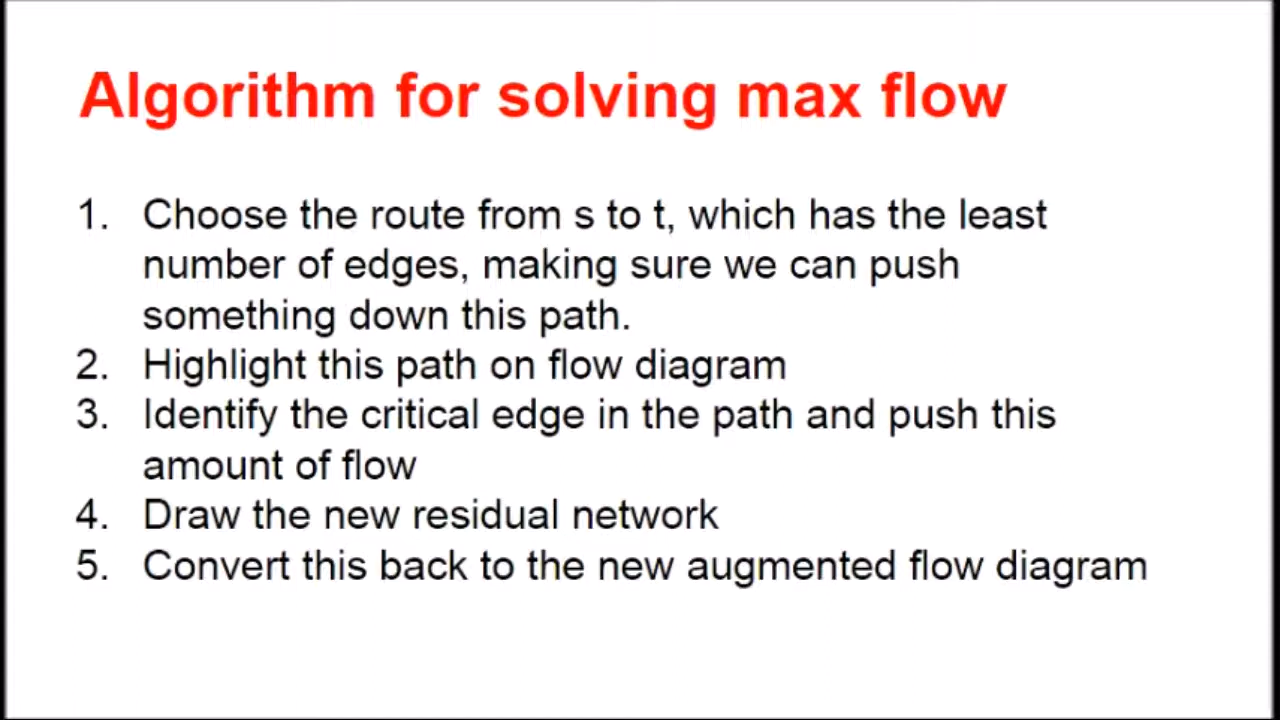 Algorithm for solving max flow
1. Choose the route from s to t, which has the least
number of edges, making sure we can push
something down this path.
2. Highlight this path on flow diagram
3. Identify the critical edge in the path and push this
amount of flow
4. Draw the new residual network
5. Convert this back to the new augmented flow diagram